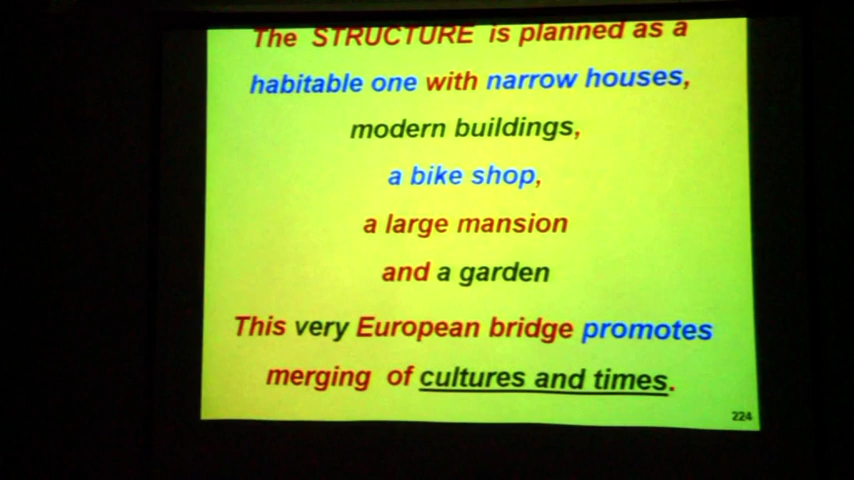 The STRUCTURE is planned as a
habitable one with narrow houses,
modern buildings,
a bike shop,
a large mansion
and a garden
This very European bridge promotes
merging of cultures and times.
224